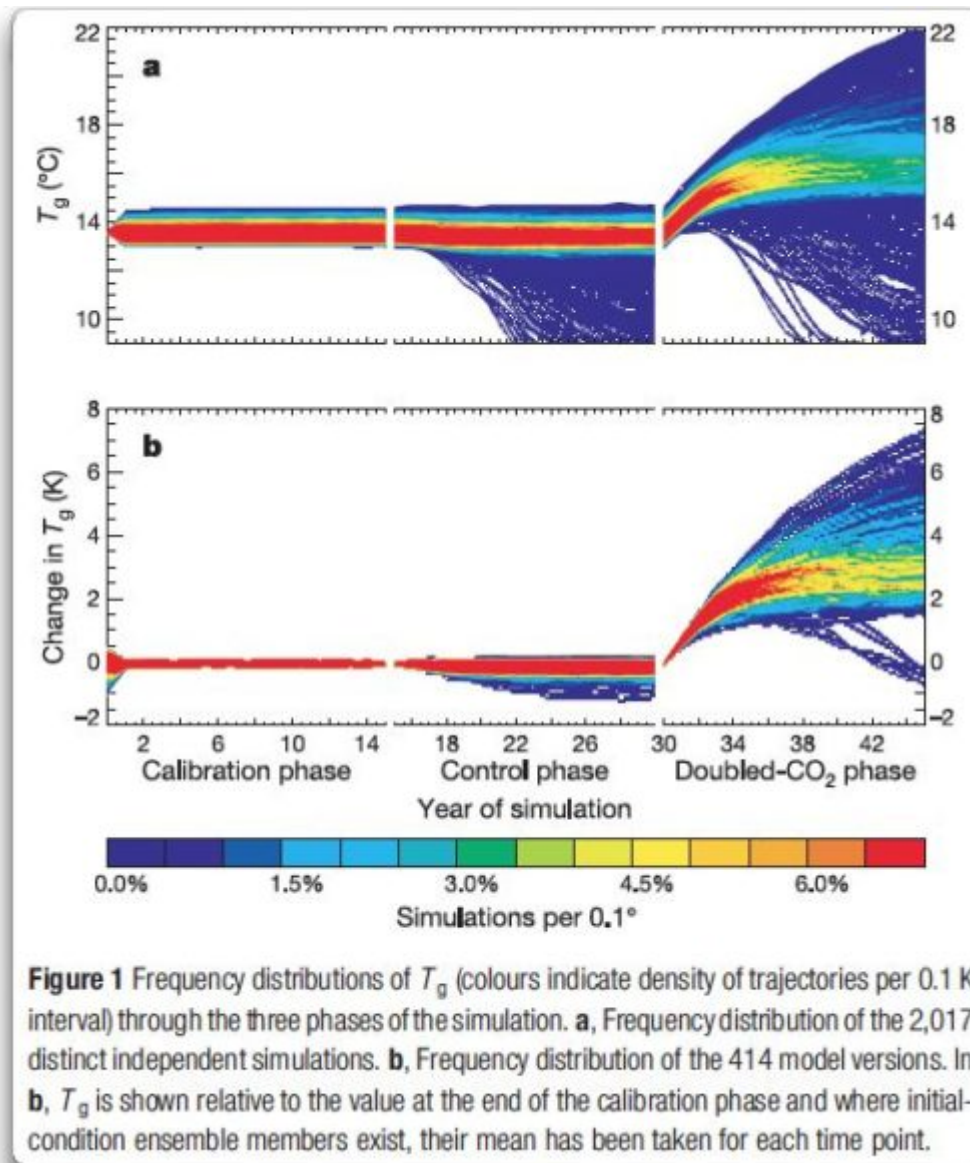 22
18
14
10
T_g (°C)
a
22
18
14
10
8
6
4
2
0
–2
Change in T_g (K)
b
8
6
4
2
0
–2
2 6 10 14 18 22 26 30 34 38 42
Calibration phase Control phase Doubled-CO₂ phase
Year of simulation
0.0% 1.5% 3.0% 4.5% 6.0%
Simulations per 0.1°
Figure 1 Frequency distributions of T_g (colours indicate density of trajectories per 0.1 K
interval) through the three phases of the simulation. a, Frequency distribution of the 2,017
distinct independent simulations. b, Frequency distribution of the 414 model versions. In
b, T_g is shown relative to the value at the end of the calibration phase and where initial-
condition ensemble members exist, their mean has been taken for each time point.